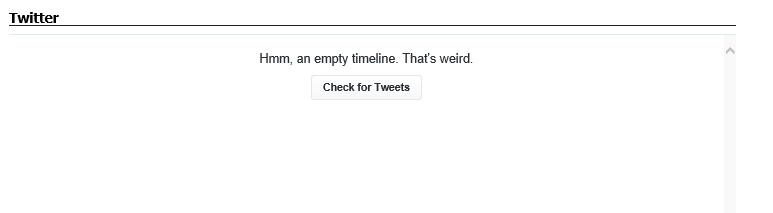 Twitter
Hmm, an empty timeline. That's weird.
Check for Tweets